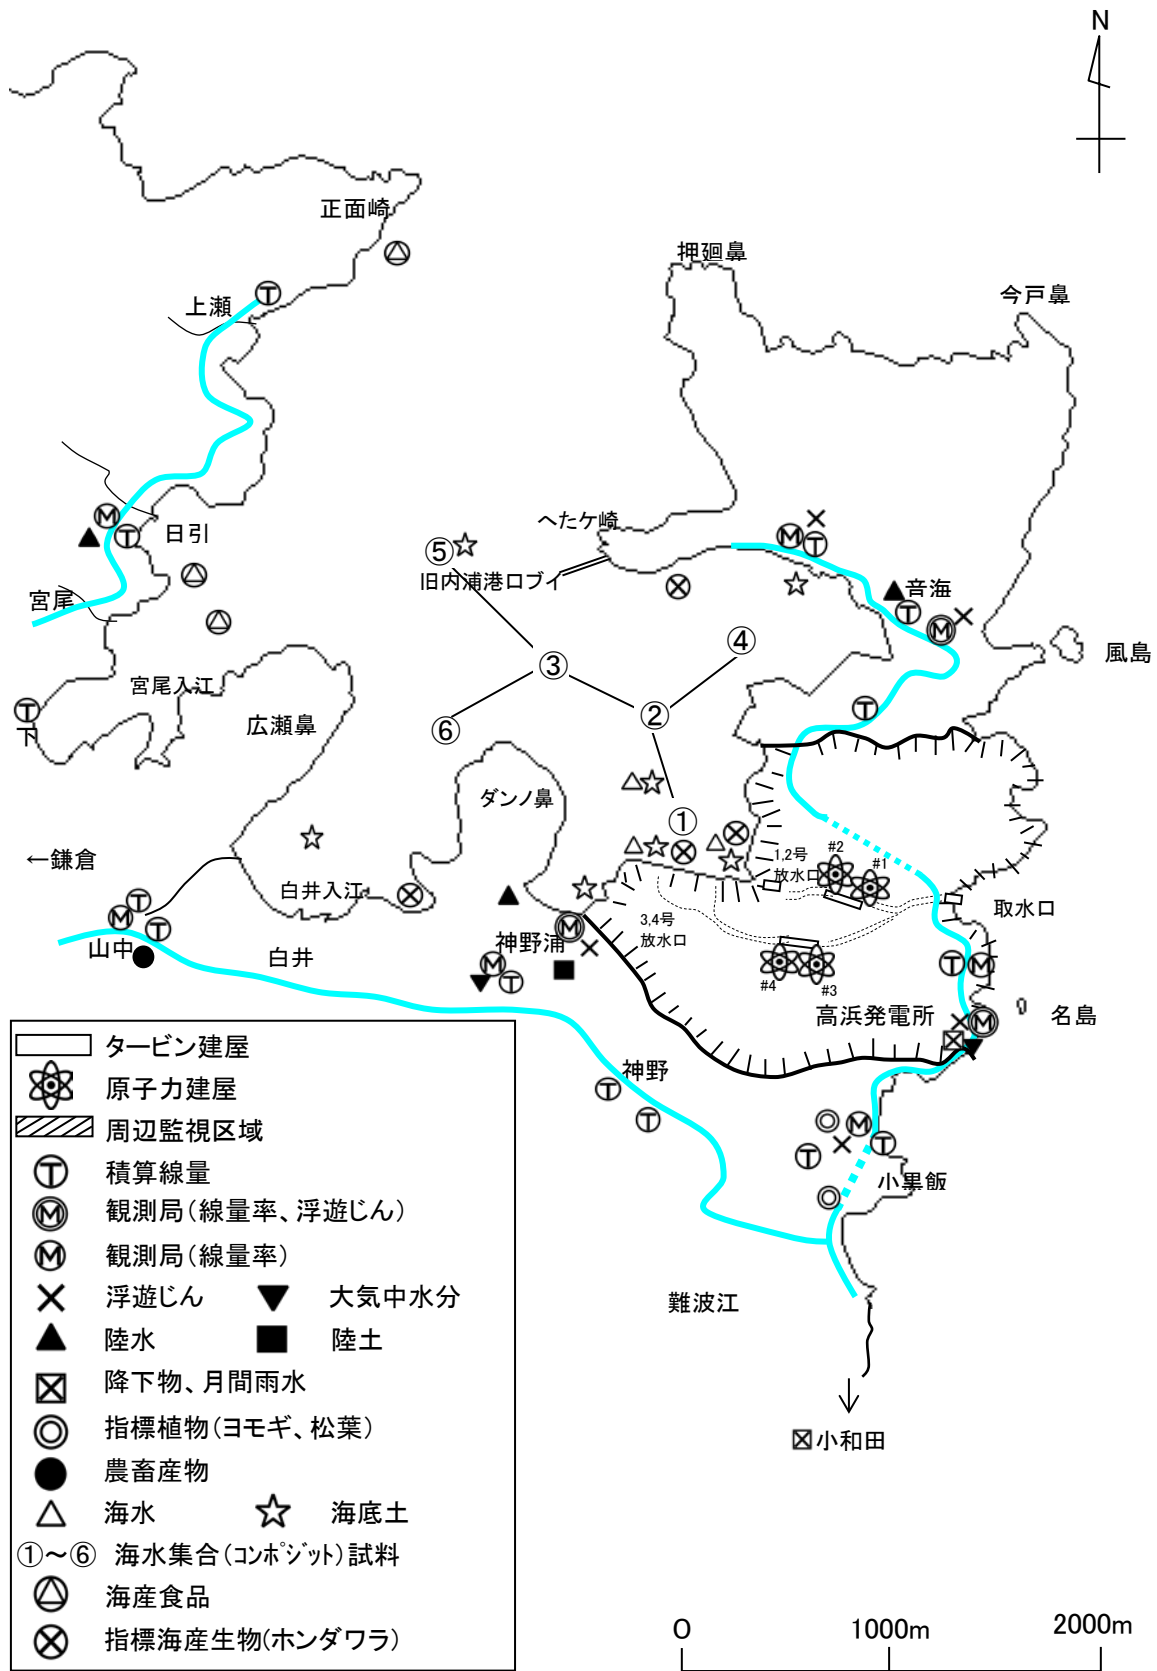 N
正面崎
押廻鼻
今戸鼻
上瀬
T
へたケ崎
M
日引
T
M
T
⑤
旧内浦港口ブイ
音海
T
M
宮尾
④
風島
③
宮尾入江
T
下
広瀬鼻
②
T
⑥
ダンノ鼻
①
#2
#1
1,2号
放水口
←鎌倉
白井入江
取水口
T
M
T
山中
白井
M
神野浦
3,4号
放水口
M
T
#4
#3
T
M
高浜発電所
M
名島
神野
T
T
M
T
T
小黒飯
難波江
小和田
タービン建屋
原子力建屋
周辺監視区域
T 積算線量
M 観測局(線量率、浮遊じん)
M 観測局(線量率)
浮遊じん 大気中水分
陸水 陸土
降下物、月間雨水
指標植物(ヨモギ、松葉)
農畜産物
海水 海底土
①～⑥ 海水集合(コンポジット)試料
海産食品
指標海産生物(ホンダワラ)
0 1000m 2000m